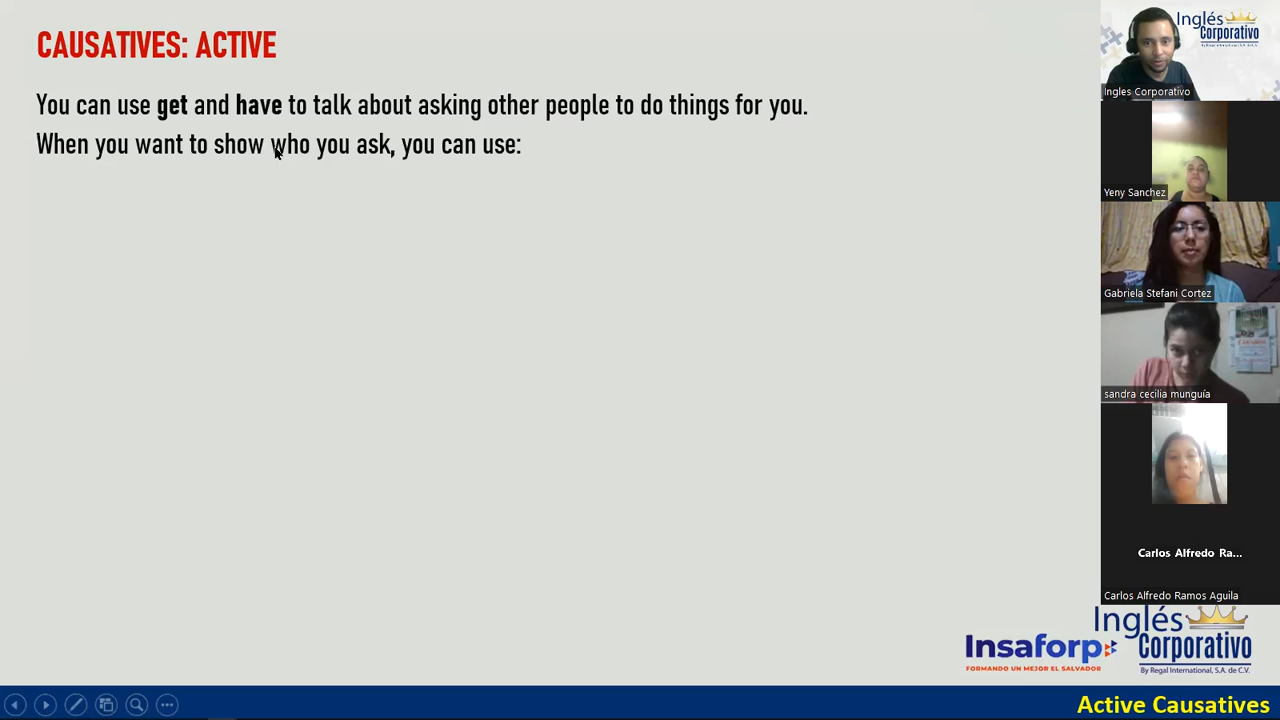 CAUSATIVES: ACTIVE
You can use get and have to talk about asking other people to do things for you.
When you want to show who you ask, you can use:
Inglés
Corporativo
Ingles Corporativo
Yeny Sanchez
Gabriela Stefani Cortez
sandra cecilia munguía
Carlos Alfredo Ra...
Carlos Alfredo Ramos Aguila
Insaforp
FORMANDO UN MEJOR EL SALVADOR
Inglés
Corporativo
By Regal International, S.A. de C.V.
Active Causatives